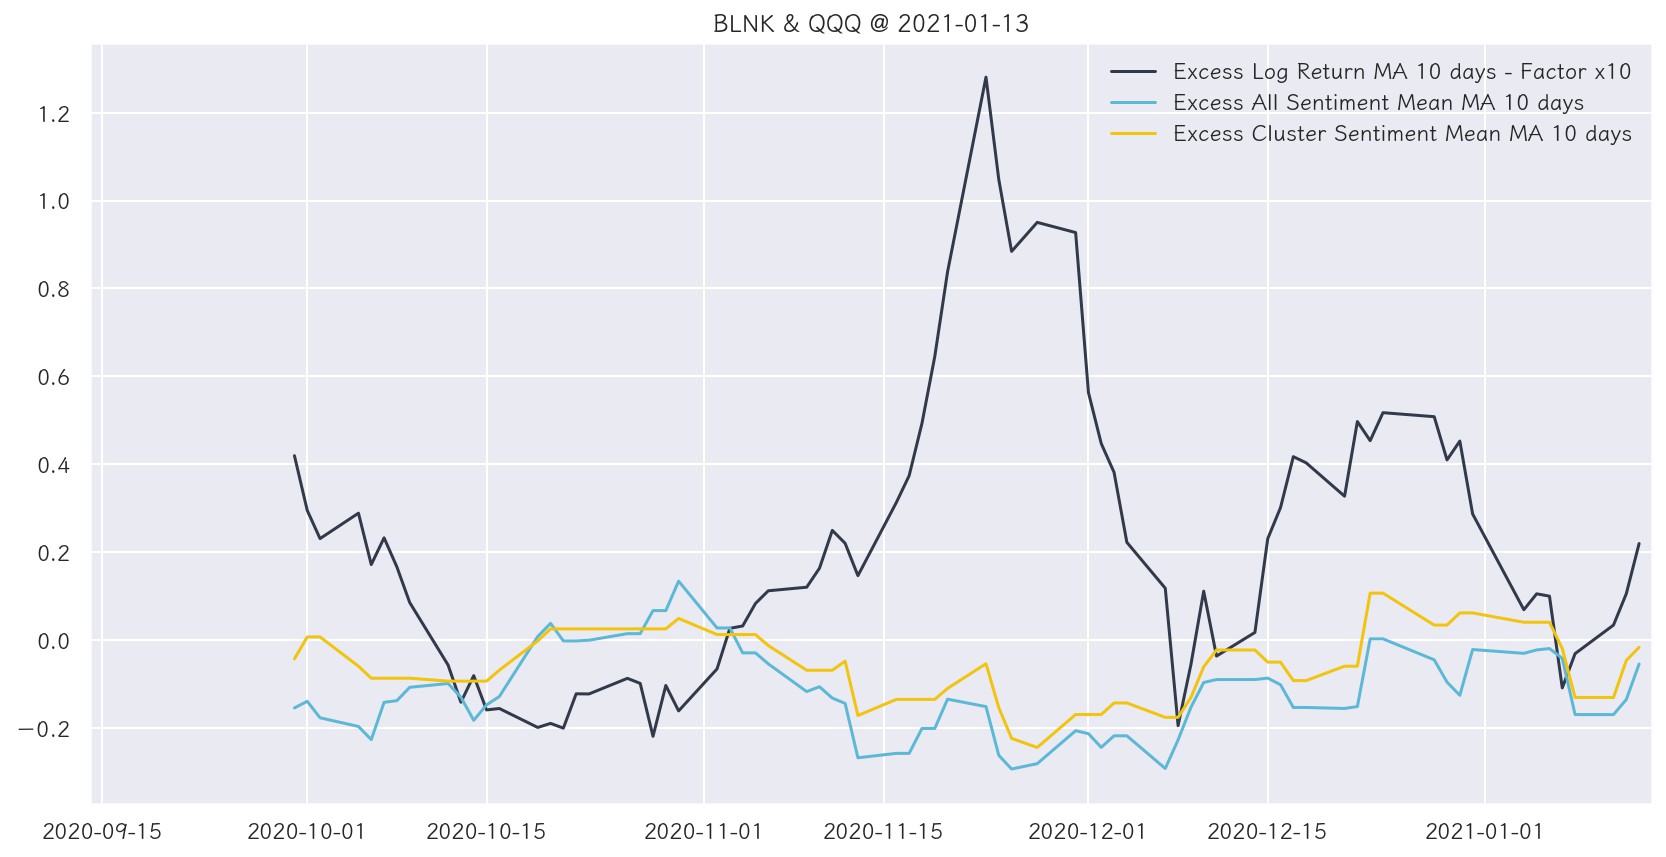 BLNK & QQQ @ 2021-01-13
Excess Log Return MA 10 days - Factor x10
Excess All Sentiment Mean MA 10 days
Excess Cluster Sentiment Mean MA 10 days
1.2
1.0
0.8
0.6
0.4
0.2
0.0
−0.2
2020-09-15 2020-10-01 2020-10-15 2020-11-01 2020-11-15 2020-12-01 2020-12-15 2021-01-01